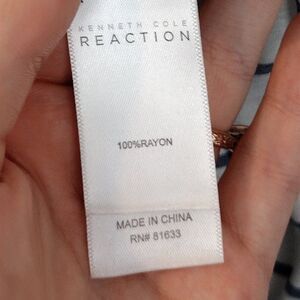 KENNETH COLE
REACTION
100%RAYON
MADE IN CHINA
RN# 81633